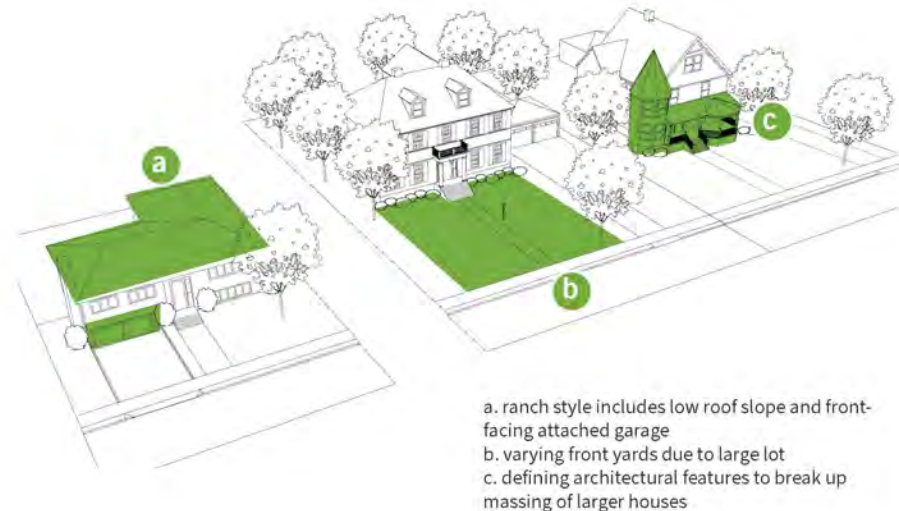 a
c
b
a. ranch style includes low roof slope and front-
facing attached garage
b. varying front yards due to large lot
c. defining architectural features to break up
massing of larger houses